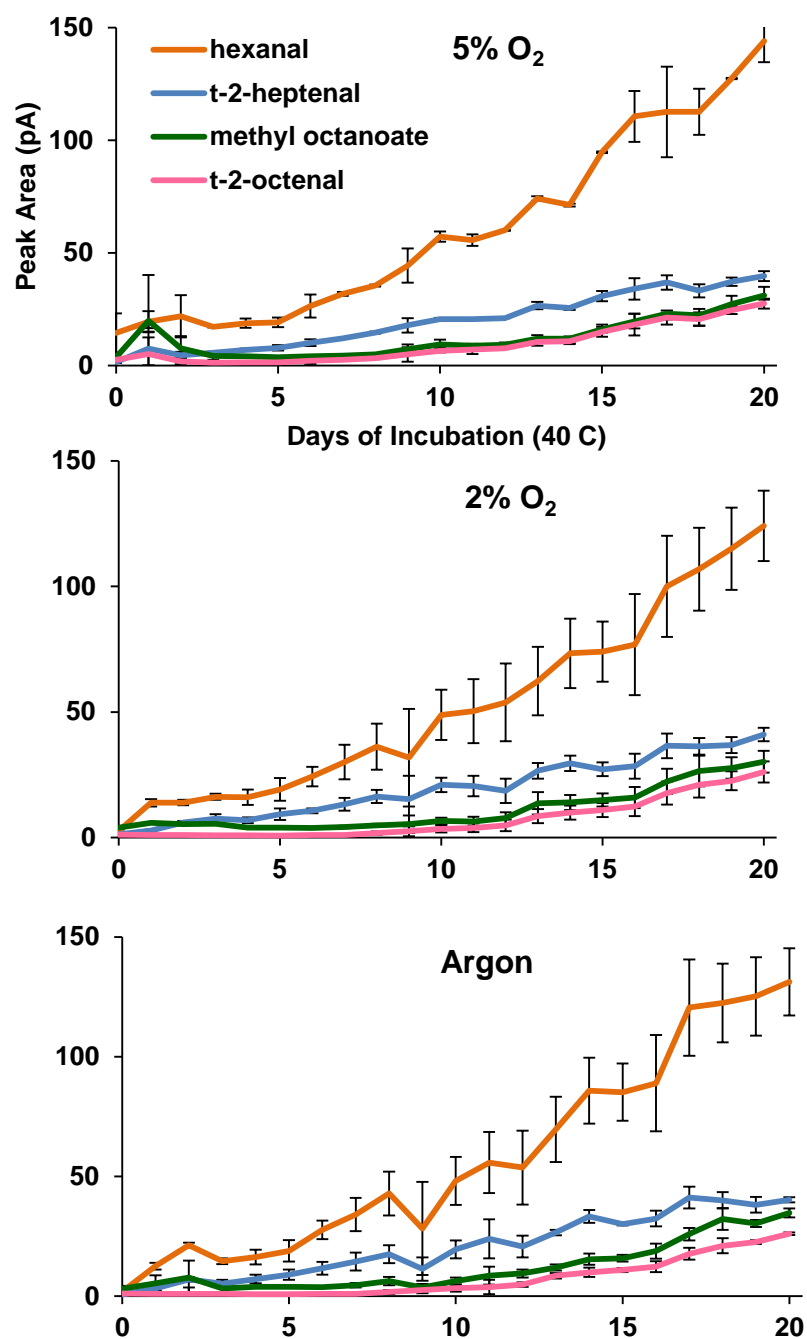 150
100
50
0
Peak Area (pA)
hexanal
t-2-heptenal
methyl octanoate
t-2-octenal
5% O₂
0 5 10 15 20
Days of Incubation (40 C)
150
100
50
0
2% O₂
0 5 10 15 20
150
100
50
0
Argon
0 5 10 15 20